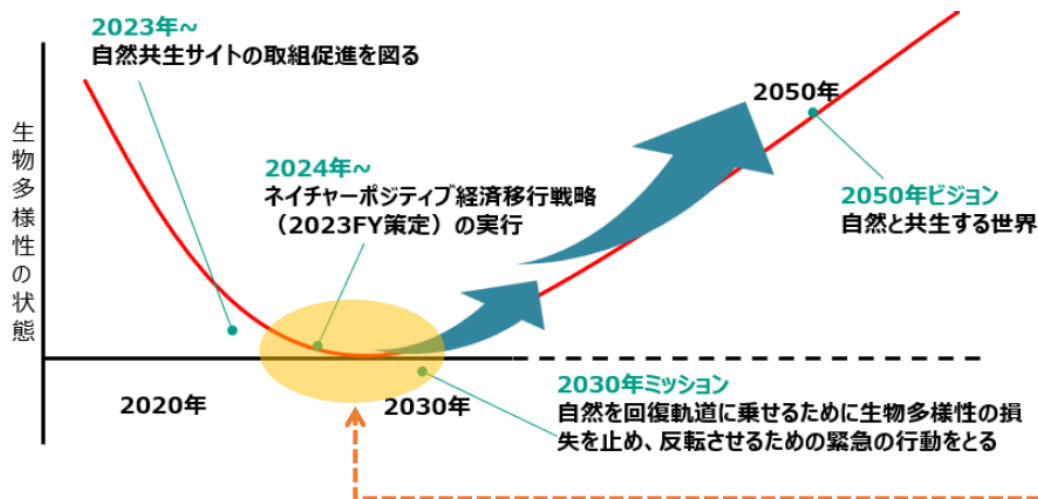 2023年~
自然共生サイトの取組促進を図る
2050年
生物多様性の状態
2024年~
ネイチャーポジティブ経済移行戦略
（2023FY策定）の実行
2050年ビジョン
自然と共生する世界
2020年
2030年
2030年ミッション
自然を回復軌道に乗せるために生物多様性の損
失を止め、反転させるための緊急の行動をとる